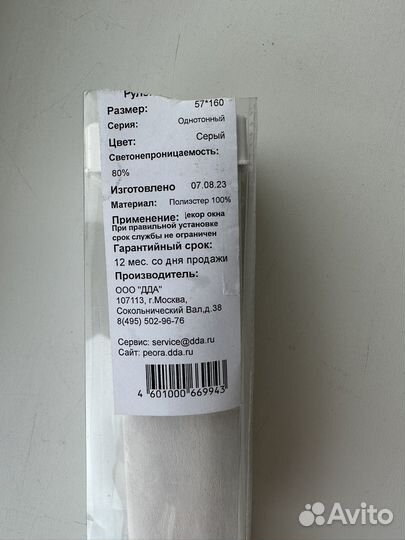 Размер: 57*160
Серия: Однотонный
Цвет: Серый
Светонепроницаемость:
80%
Изготовлено 07.08.23
Материал: Полиэстер 100%
Применение: декор окна
При правильной установке
срок службы не ограничен
Гарантийный срок:
12 мес. со дня продажи
Производитель:
ООО "ДДА"
107113, г.Москва,
Сокольнический Вал,д.38
8(495) 502-96-76
Сервис: service@dda.ru
Сайт: peora.dda.ru
4 601000 669943
Avito